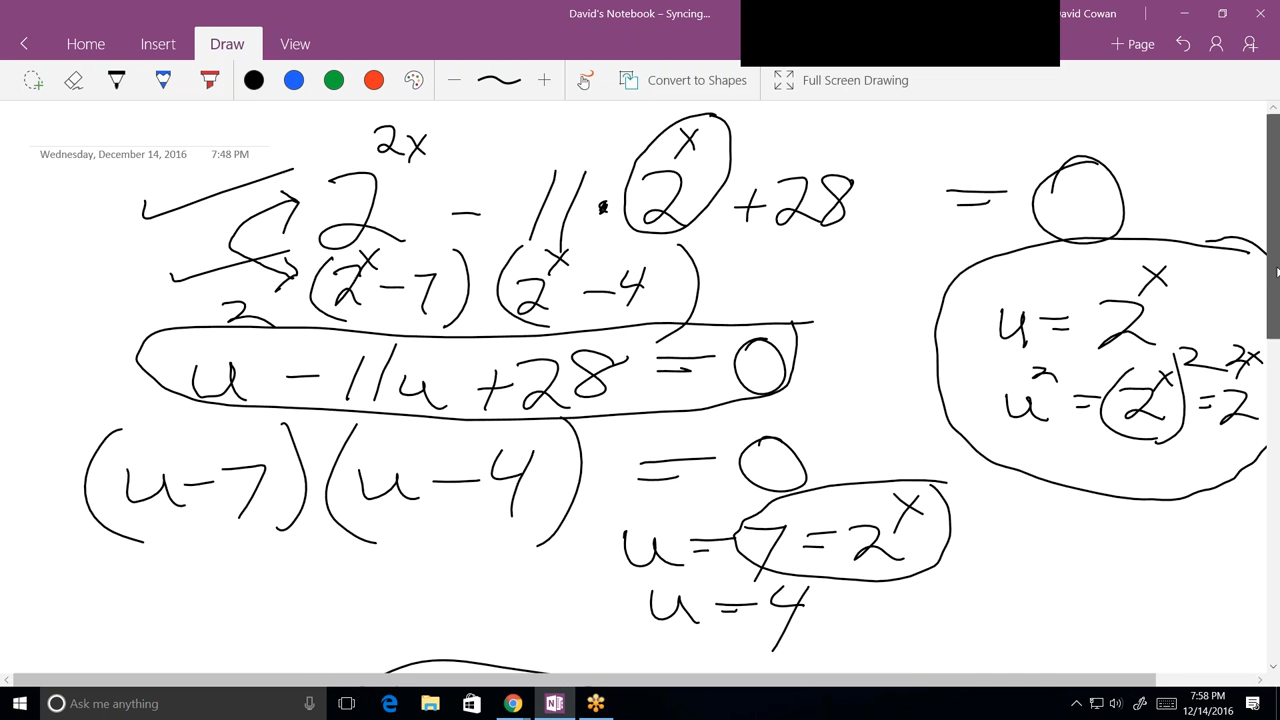 David's Notebook – Syncing...
avid Cowan
Home Insert Draw View
Page
Convert to Shapes
Full Screen Drawing
Wednesday, December 14, 2016 7:48 PM
2^{2x} - 11 · 2^x + 28 = 0
(2^x - 7)(2^x - 4)
u^2 - 11u + 28 = 0
(u - 7)(u - 4) = 0
u = 7 = 2^x
u = 4
u = 2^x
u^2 = (2^x)^2 = 2^{2x}
Ask me anything
7:58 PM
12/14/2016